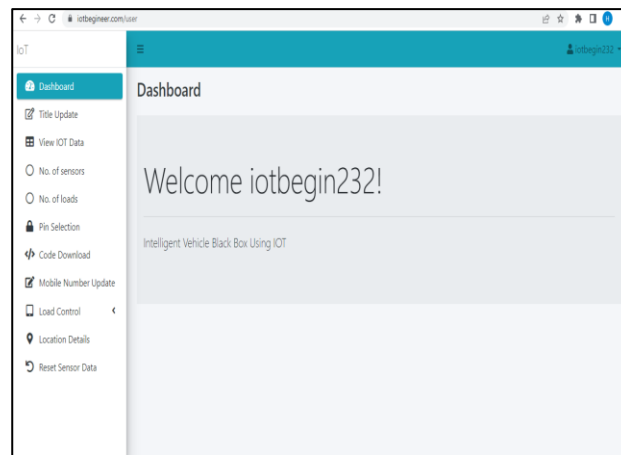 iotbegineer.com/user
H
IoT
iotbegin232
Dashboard
Title Update
View IOT Data
No. of sensors
No. of loads
Pin Selection
Code Download
Mobile Number Update
Load Control
Location Details
Reset Sensor Data
Dashboard
Welcome iotbegin232!
Intelligent Vehicle Black Box Using IOT